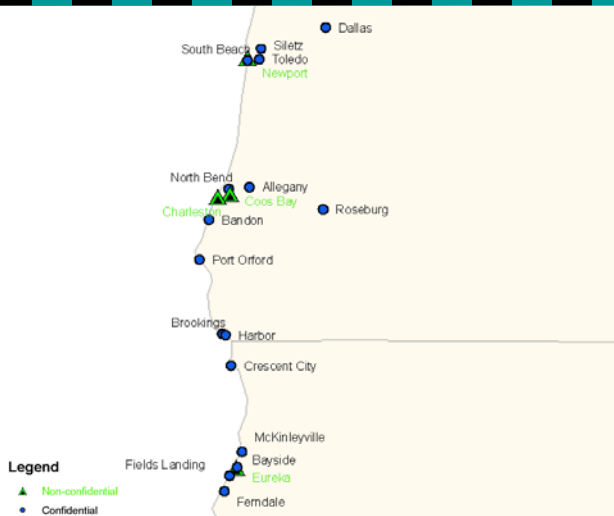 Dallas
South Beach
Siletz
Toledo
Newport
North Bend
Allegany
Coos Bay
Charleston
Roseburg
Bandon
Port Orford
Brookings
Harbor
Crescent City
McKinleyville
Fields Landing
Bayside
Eureka
Ferndale
Legend
Non-confidential
Confidential